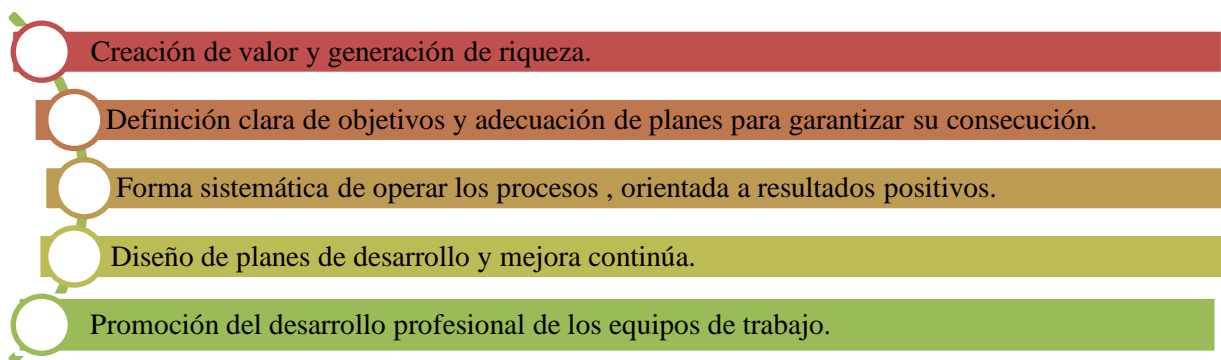 Creación de valor y generación de riqueza.
Definición clara de objetivos y adecuación de planes para garantizar su consecución.
Forma sistemática de operar los procesos , orientada a resultados positivos.
Diseño de planes de desarrollo y mejora continúa.
Promoción del desarrollo profesional de los equipos de trabajo.